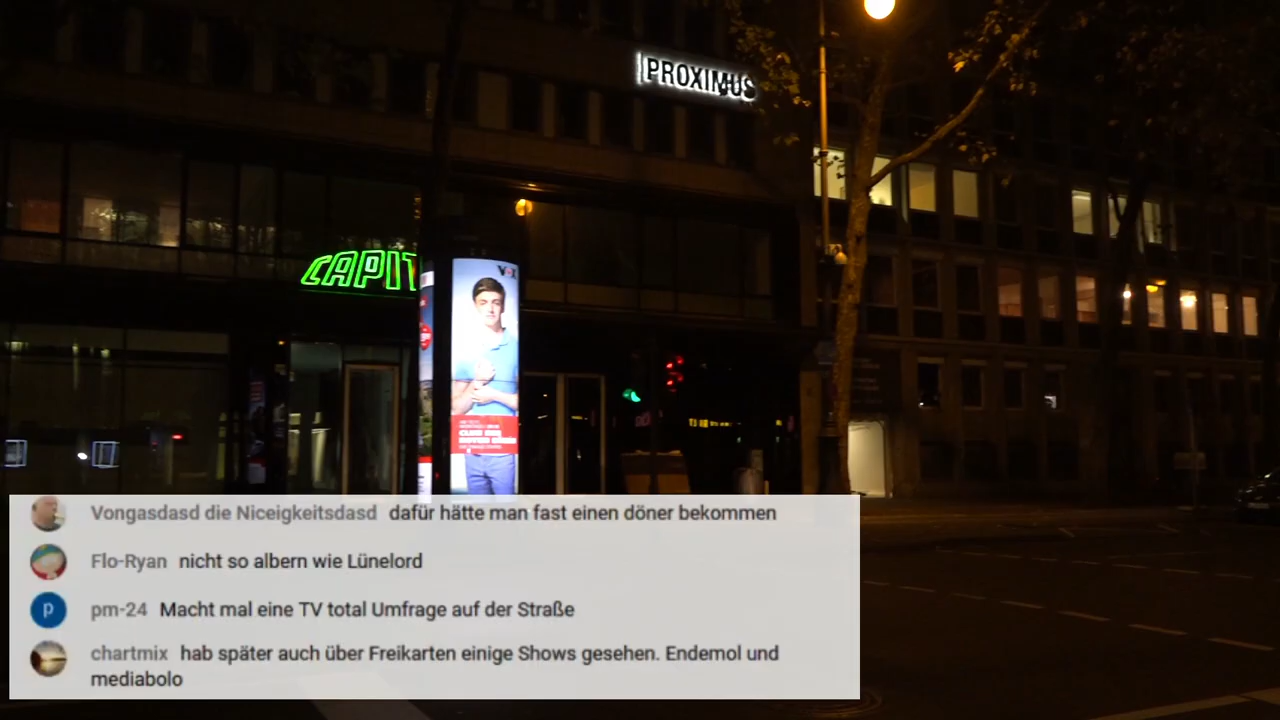 PROXIMUS
CAPIT
Vongasdasd die Niceigkeitsdasd dafür hätte man fast einen döner bekommen
Flo-Ryan nicht so albern wie Lünelord
p pm-24 Macht mal eine TV total Umfrage auf der Straße
chartmix hab später auch über Freikarten einige Shows gesehen. Endemol und
mediabolo